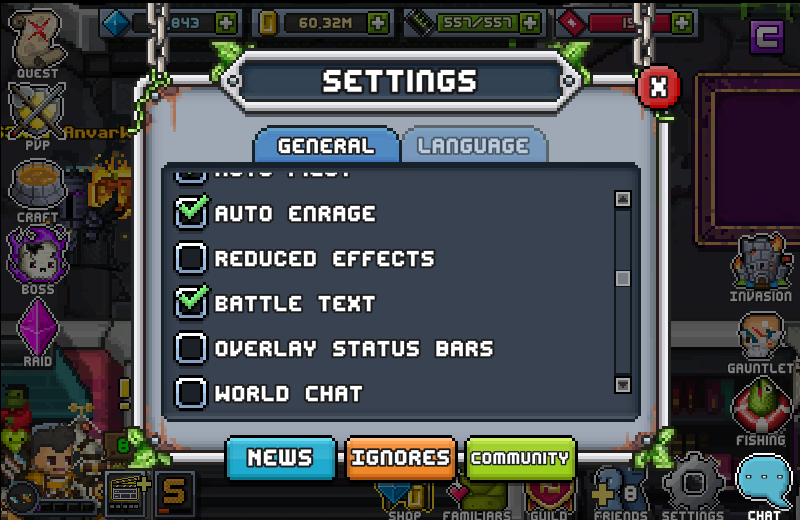 ,843
60.32M
557/557
SETTINGS
X
QUEST
PVP
Anvark
CRAFT
BOSS
RAID
GENERAL
LANGUAGE
AUTO ENRAGE
REDUCED EFFECTS
BATTLE TEXT
OVERLAY STATUS BARS
WORLD CHAT
INVASION
GAUNTLET
FISHING
NEWS
IGNORES
COMMUNITY
S
8
SHOP
FAMILIARS
GUILD
FRIENDS
SETTINGS
CHAT